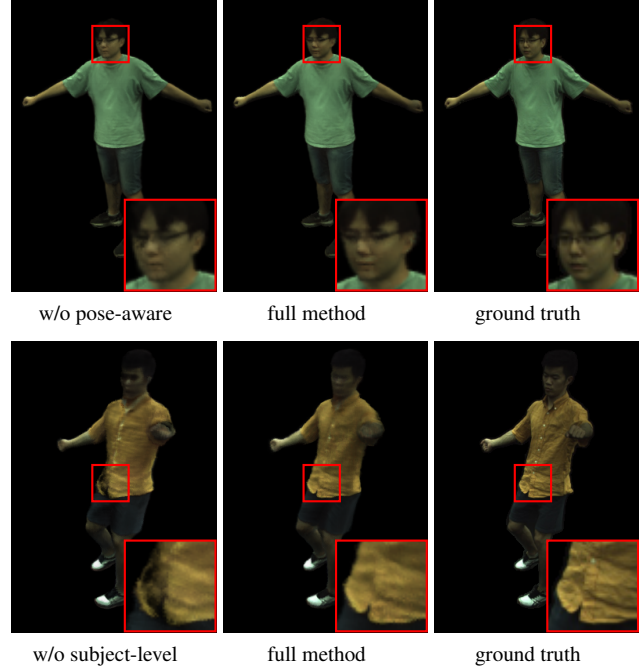 w/o pose-aware full method ground truth
w/o subject-level full method ground truth